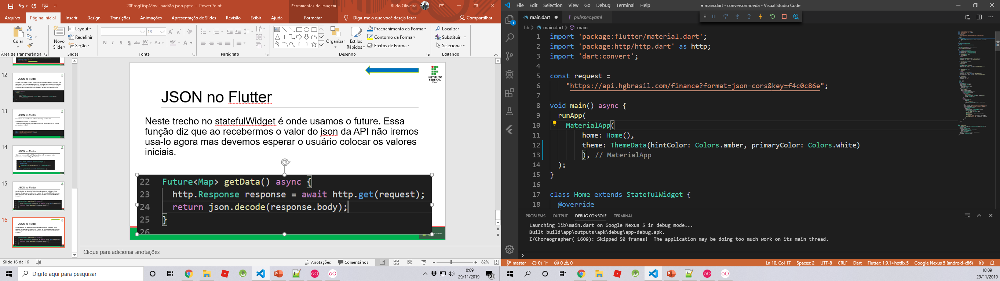 20ProgDispMov -padrão json.pptx - PowerPoint
Ferramentas de Imagem
Rildo Oliveira
Arquivo
Página Inicial
Inserir
Design
Transições
Animações
Apresentação de Slides
Revisão
Exibir
Ajuda
Formatar
Diga-me o que você deseja fazer
Compartilhar
Colar
Novo Slide
Layout
Redefinir
Seção
18
N I S S abc AV Aa A
Organizar
Estilos Rápidos
Preenchimento da Forma
Contorno da Forma
Efeitos de Forma
Localizar
Substituir
Selecionar
Área de Transferência
Slides
Fonte
Parágrafo
Desenho
Editando
12
JSON no Flutter
13
JSON no Flutter
14
JSON no Flutter
15
JSON no Flutter
16
JSON no Flutter
INSTITUTO
FEDERAL
Piauí
JSON no Flutter
Neste trecho no statefulWidget é onde usamos o future. Essa
função diz que ao recebermos o valor do json da API não iremos
usa-lo agora mas devemos esperar o usuário colocar os valores
iniciais.
22 Future<Map> getData() async {
23 http.Response response = await http.get(request);
24 return json.decode(response.body);
25 }
26
Clique para adicionar anotações
Slide 16 de 16
Anotações
Comentários
82%
Digite aqui para pesquisar
10:09
29/11/2019
31
File Edit Selection View Go Debug Terminal Help
● main.dart - conversormoeda - Visual Studio Code
main.dart ●
! pubspec.yaml
lib > main.dart > main
1
1 import 'package:flutter/material.dart';
2 import 'package:http/http.dart' as http;
3 import 'dart:convert';
4
5 const request =
6 "https://api.hgbrasil.com/finance?format=json-cors&key=f4c0c86e";
7
8 void main() async {
9 runApp(
10 MaterialApp(
11 home: Home(),
12 theme: ThemeData(hintColor: Colors.amber, primaryColor: Colors.white)
13 ), // MaterialApp
14 );
15 }
16
17 class Home extends StatefulWidget {
18 @override
PROBLEMS OUTPUT DEBUG CONSOLE TERMINAL
Launching lib\main.dart on Google Nexus 5 in debug mode...
Built build\app\outputs\apk\debug\app-debug.apk.
I/Choreographer( 1609): Skipped 50 frames! The application may be doing too much work on its main thread.
master 0↓ 1↑ 0 0
Ln 10, Col 17 Spaces: 2 UTF-8 CRLF Dart Flutter: 1.9.1+hotfix.5 Google Nexus 5 (android-x86)
10:09
29/11/2019